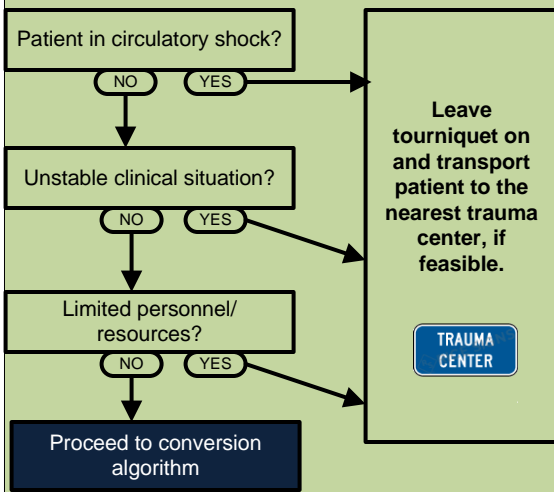 Patient in circulatory shock?
NO
YES
Unstable clinical situation?
NO
YES
Limited personnel/
resources?
NO
YES
Proceed to conversion
algorithm
Leave
tourniquet on
and transport
patient to the
nearest trauma
center, if
feasible.
TRAUMA
CENTER